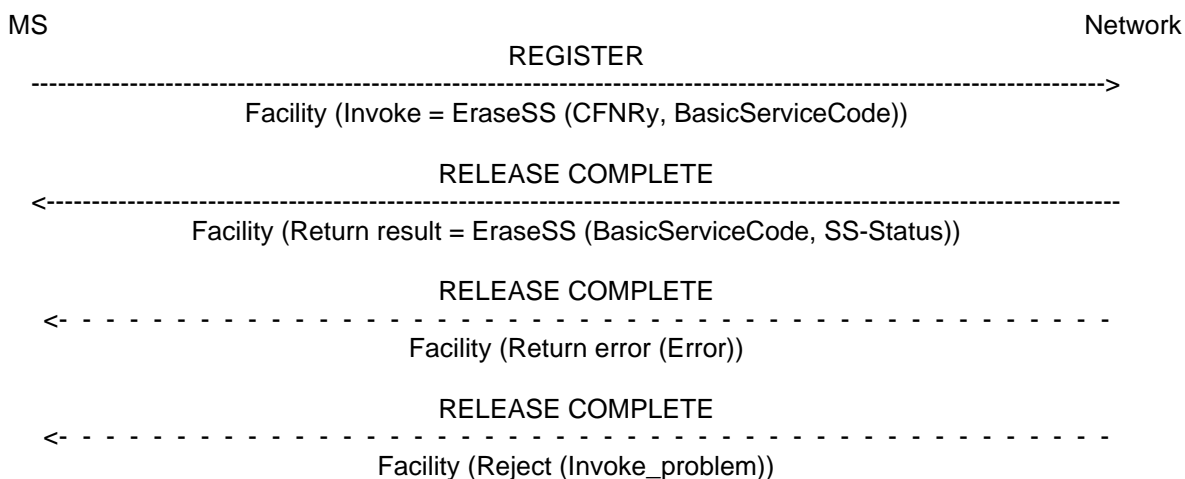 MS Network
REGISTER
Facility (Invoke = EraseSS (CFNRy, BasicServiceCode))
RELEASE COMPLETE
Facility (Return result = EraseSS (BasicServiceCode, SS-Status))
RELEASE COMPLETE
Facility (Return error (Error))
RELEASE COMPLETE
Facility (Reject (Invoke_problem))